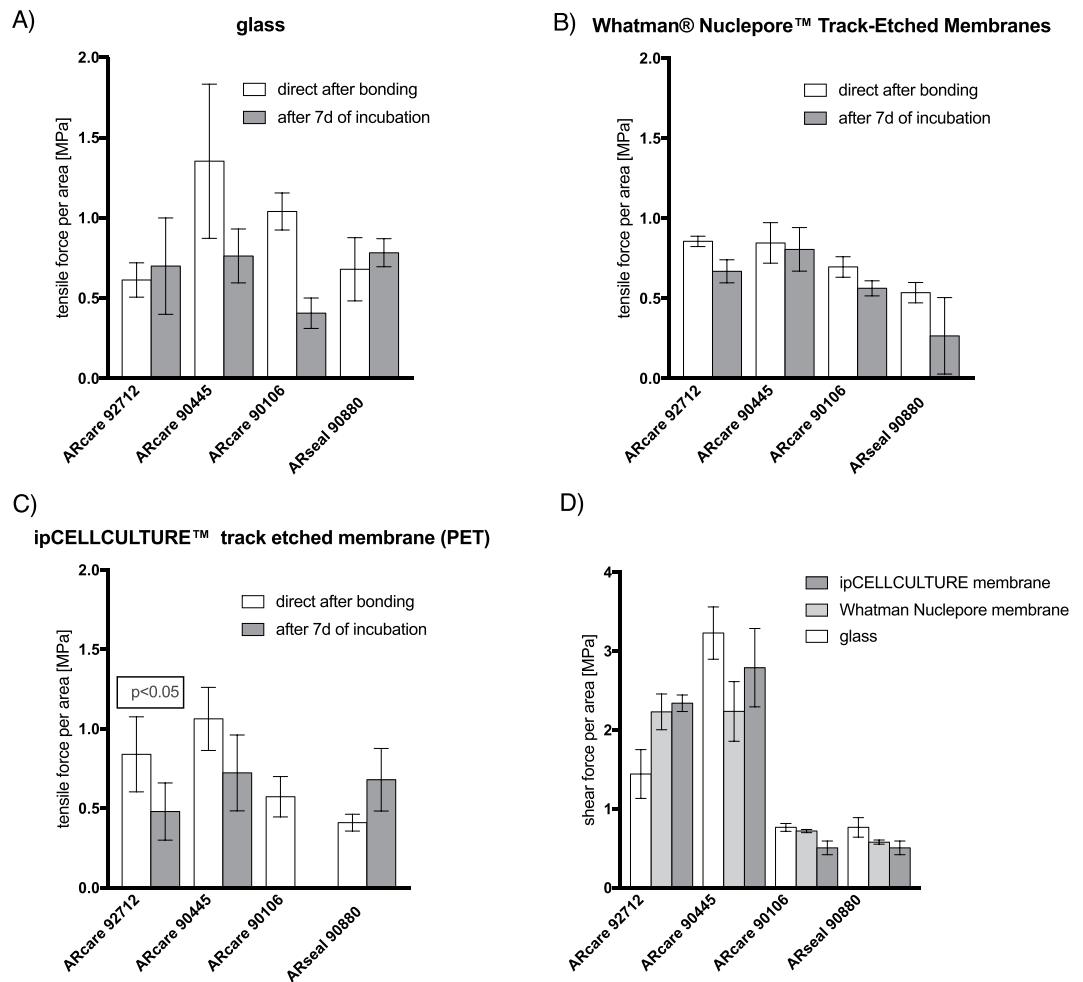 A)
glass
2.0
1.5
1.0
0.5
0.0
tensile force per area [MPa]
direct after bonding
after 7d of incubation
ARcare 92712
ARcare 90445
ARcare 90106
ARseal 90880
B)
Whatman® Nuclepore™ Track-Etched Membranes
2.0
1.5
1.0
0.5
0.0
tensile force per area [MPa]
direct after bonding
after 7d of incubation
ARcare 92712
ARcare 90445
ARcare 90106
ARseal 90880
C)
ipCELLCULTURE™ track etched membrane (PET)
2.0
1.5
1.0
0.5
0.0
tensile force per area [MPa]
direct after bonding
after 7d of incubation
p<0.05
ARcare 92712
ARcare 90445
ARcare 90106
ARseal 90880
D)
4
3
2
1
0
shear force per area [MPa]
ipCELLCULTURE membrane
Whatman Nuclepore membrane
glass
ARcare 92712
ARcare 90445
ARcare 90106
ARseal 90880